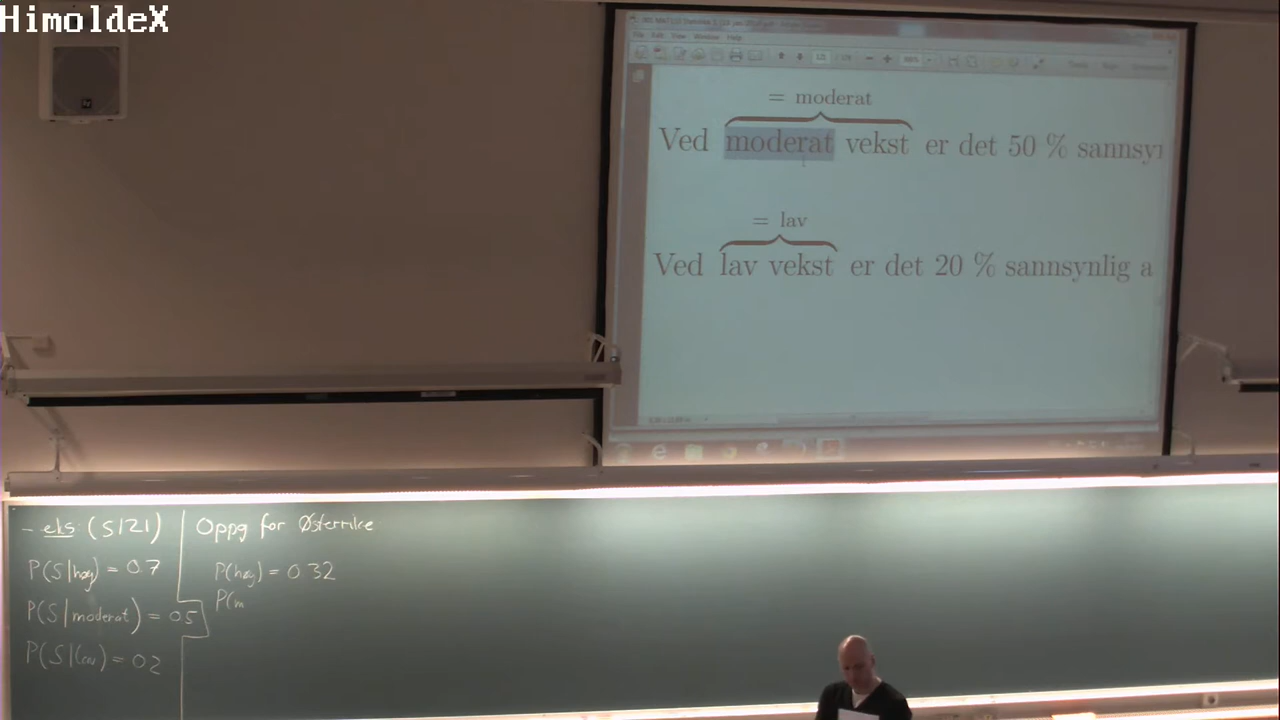 HimoldeX
= moderat
Ved moderat vekst er det 50 % sannsyn
= lav
Ved lav vekst er det 20 % sannsynlig a
- eks (S121)
P(S|høy) = 0.7
P(S|moderat) = 0.5
P(S|lav) = 0.2
Oppg for Østerrike
P(høy) = 0.32
P(m